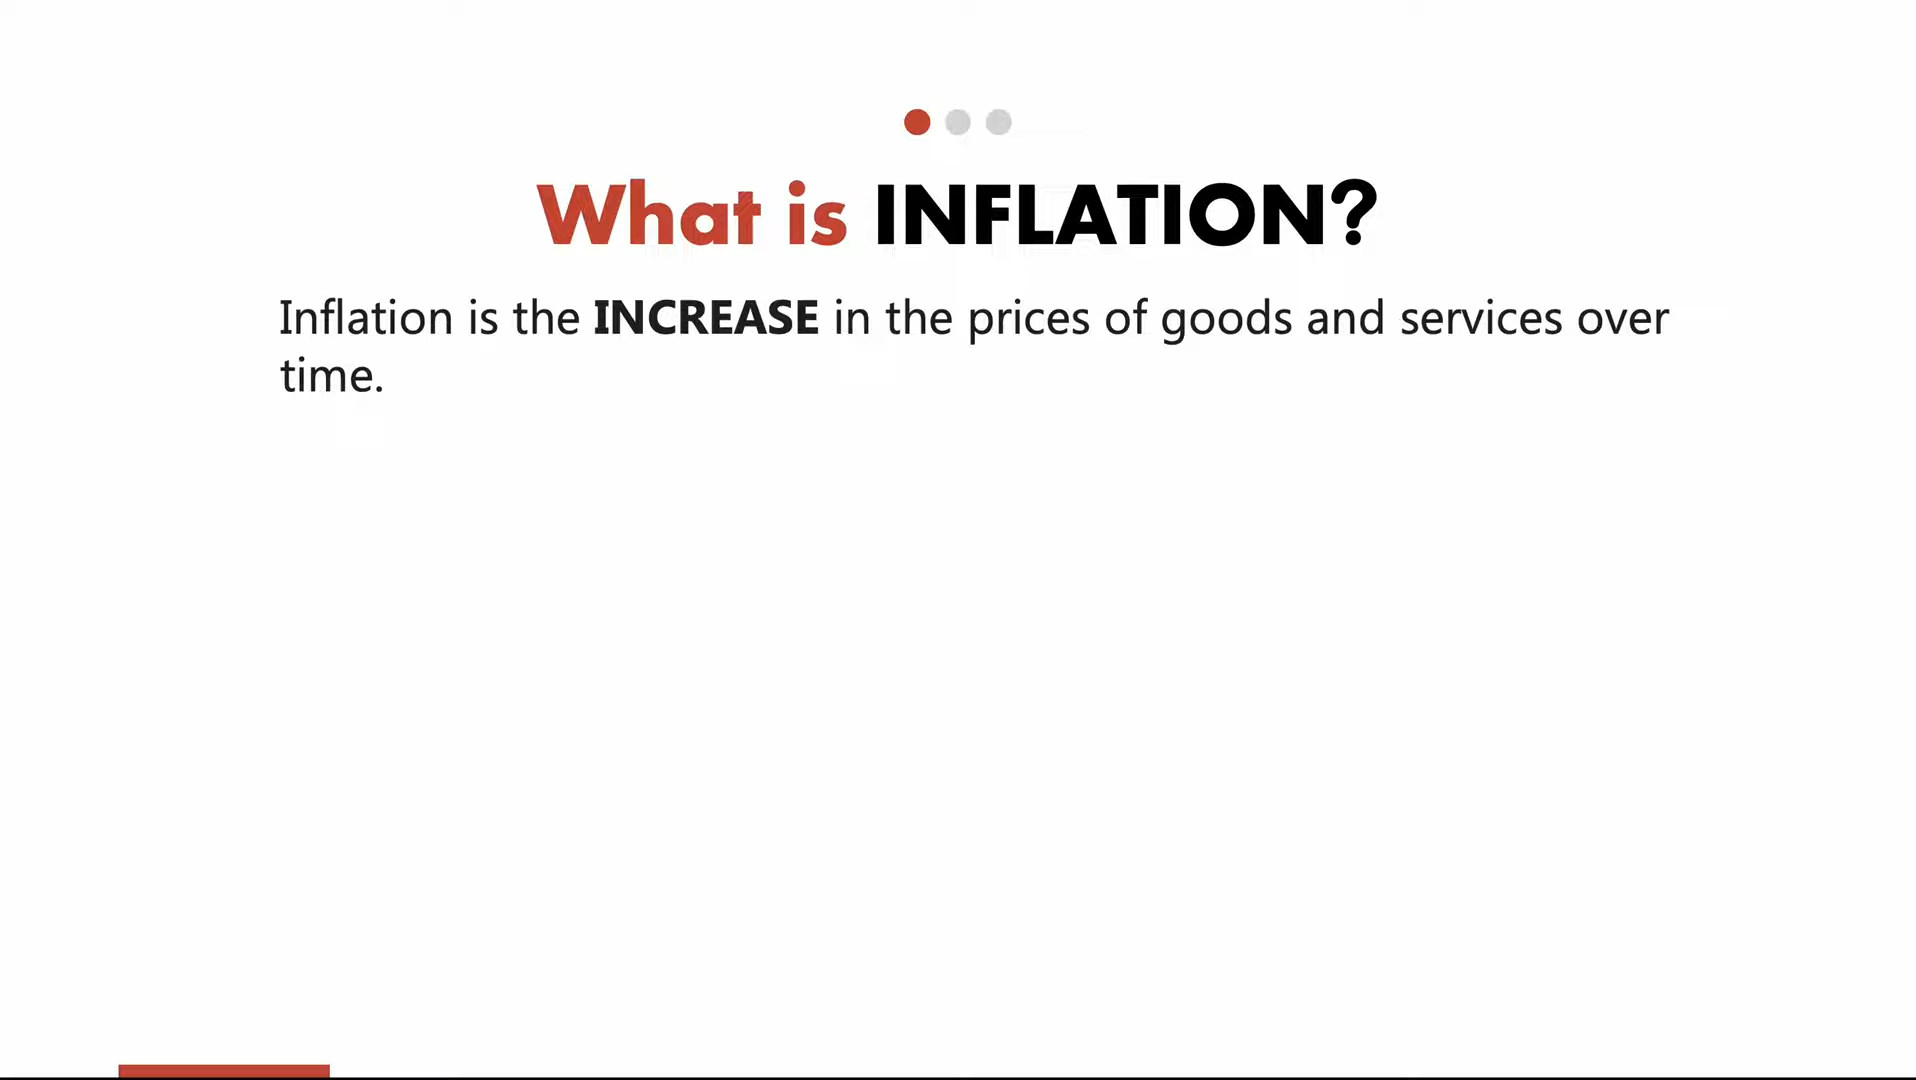 What is INFLATION?
Inflation is the INCREASE in the prices of goods and services over
time.